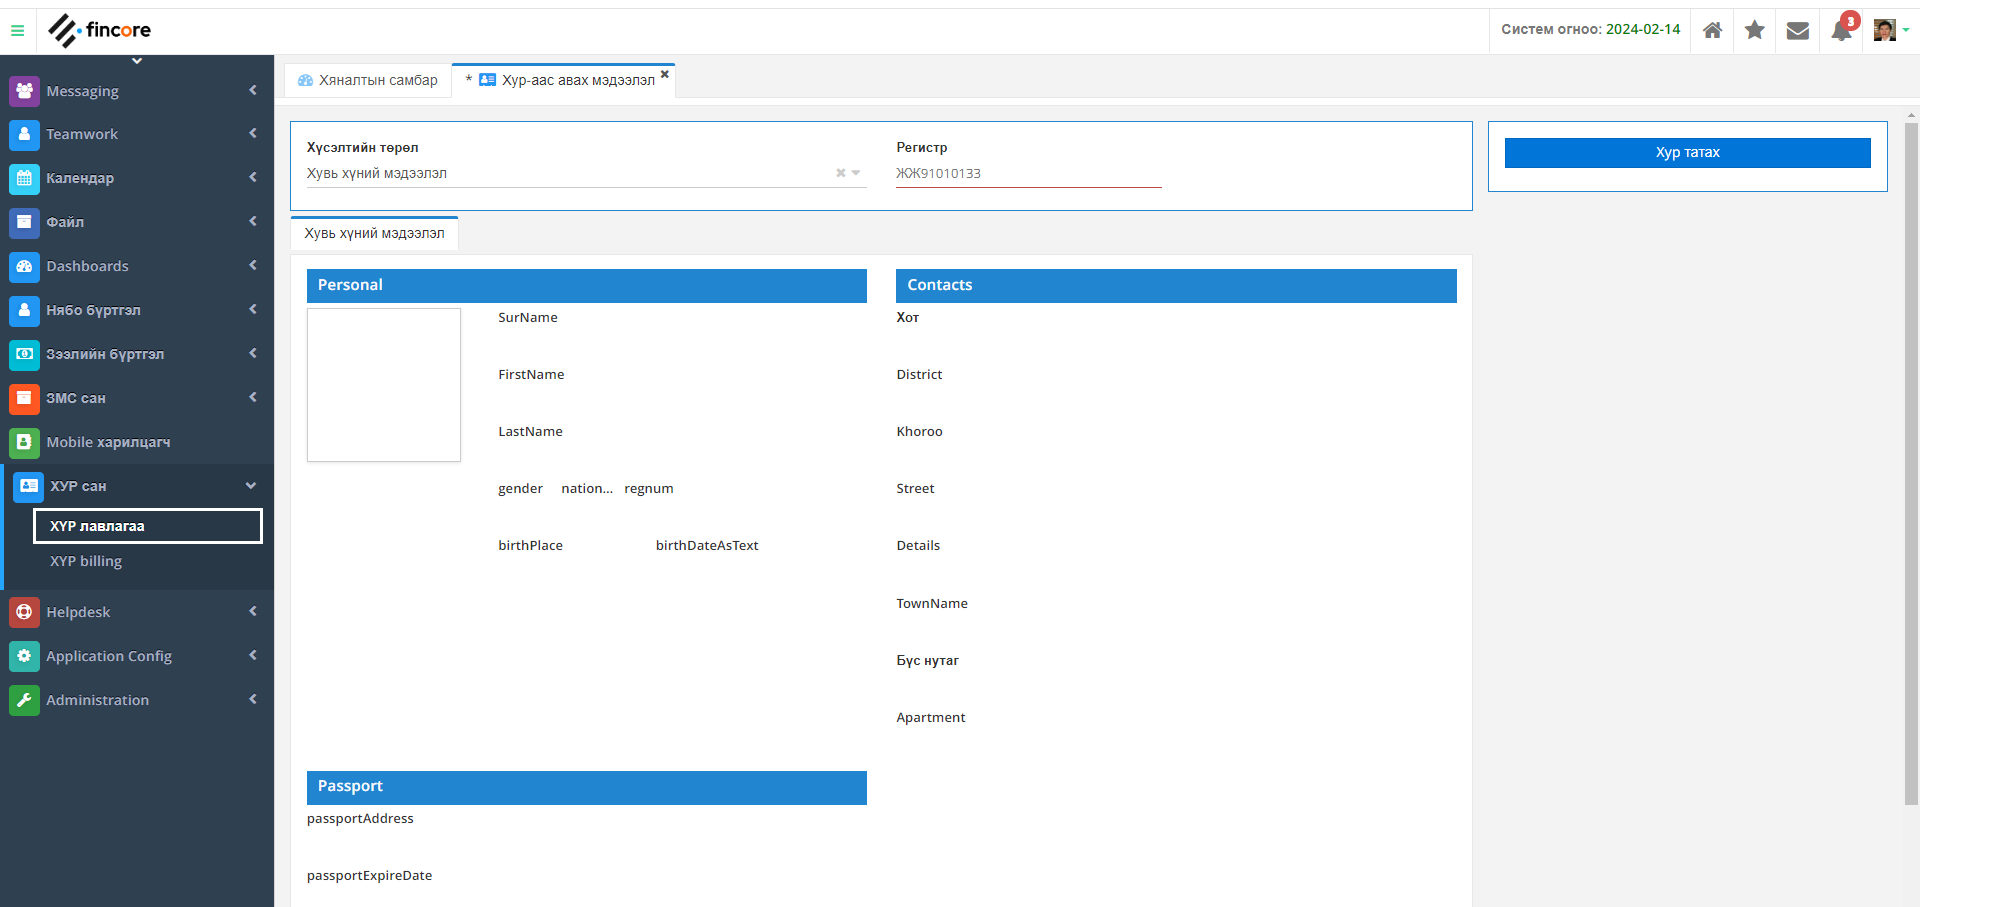 fincore
Систем огноо: 2024-02-14
3
Messaging
Teamwork
Календар
Файл
Dashboards
Нябо бүртгэл
Зээлийн бүртгэл
ЗМС сан
Mobile харилцагч
ХУР сан
ХҮР лавлагаа
ХҮР billing
Helpdesk
Application Config
Administration
Хяналтын самбар
* Хур-аас авах мэдээлэл
Хүсэлтийн төрөл
Хувь хүний мэдээлэл
Регистр
ЖЖ91010133
Хур татах
Хувь хүний мэдээлэл
Personal
SurName
FirstName
LastName
gender nation... regnum
birthPlace birthDateAsText
Contacts
Хот
District
Khoroo
Street
Details
TownName
Бүс нутаг
Apartment
Passport
passportAddress
passportExpireDate